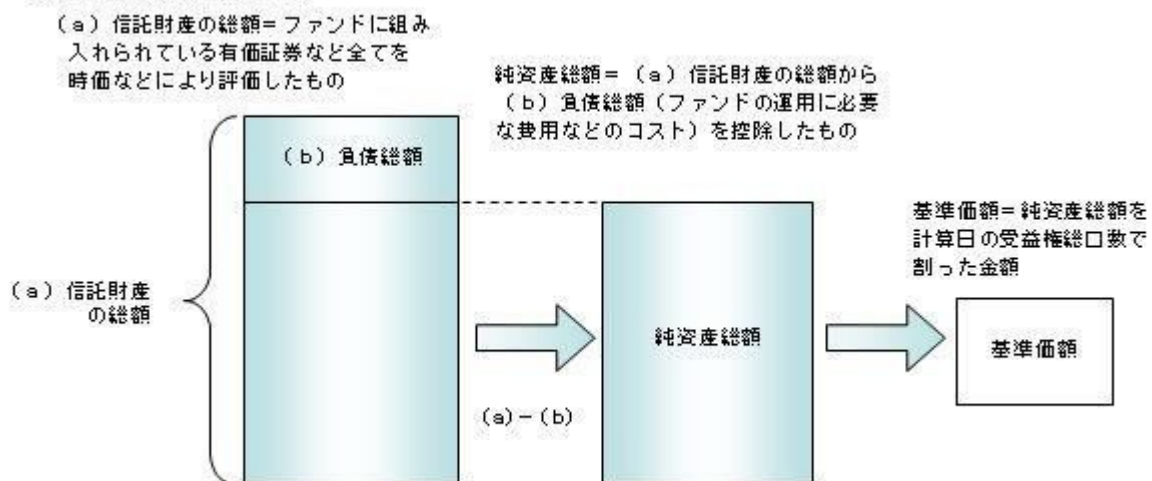 (a)信託財産の総額=ファンドに組み
入れられている有価証券など全てを
時価などにより評価したもの
純資産総額=(a)信託財産の総額から
(b)負債総額(ファンドの運用に必要
な費用などのコスト)を控除したもの
(b)負債総額
基準価額=純資産総額を
計算日の受益権総口数で
割った金額
(a)信託財産
の総額
純資産総額
基準価額
(a)-(b)